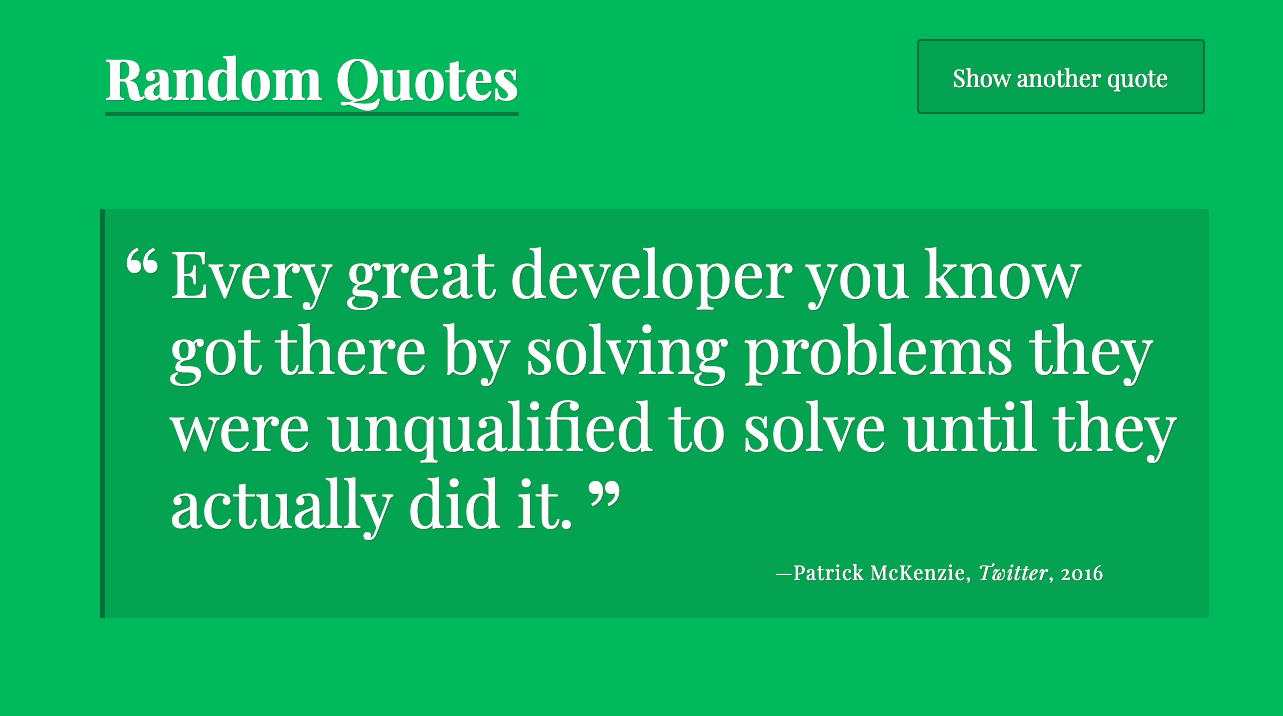 Random Quotes
Show another quote
“ Every great developer you know
got there by solving problems they
were unqualified to solve until they
actually did it. ”
—Patrick McKenzie, Twitter, 2016